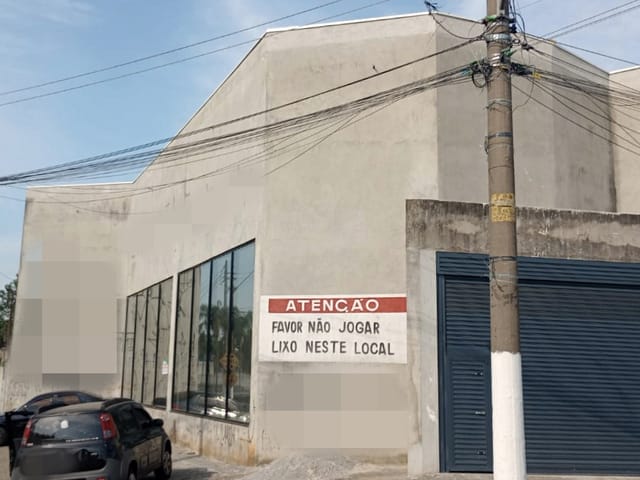 ATENÇÃO
FAVOR NÃO JOGAR
LIXO NESTE LOCAL